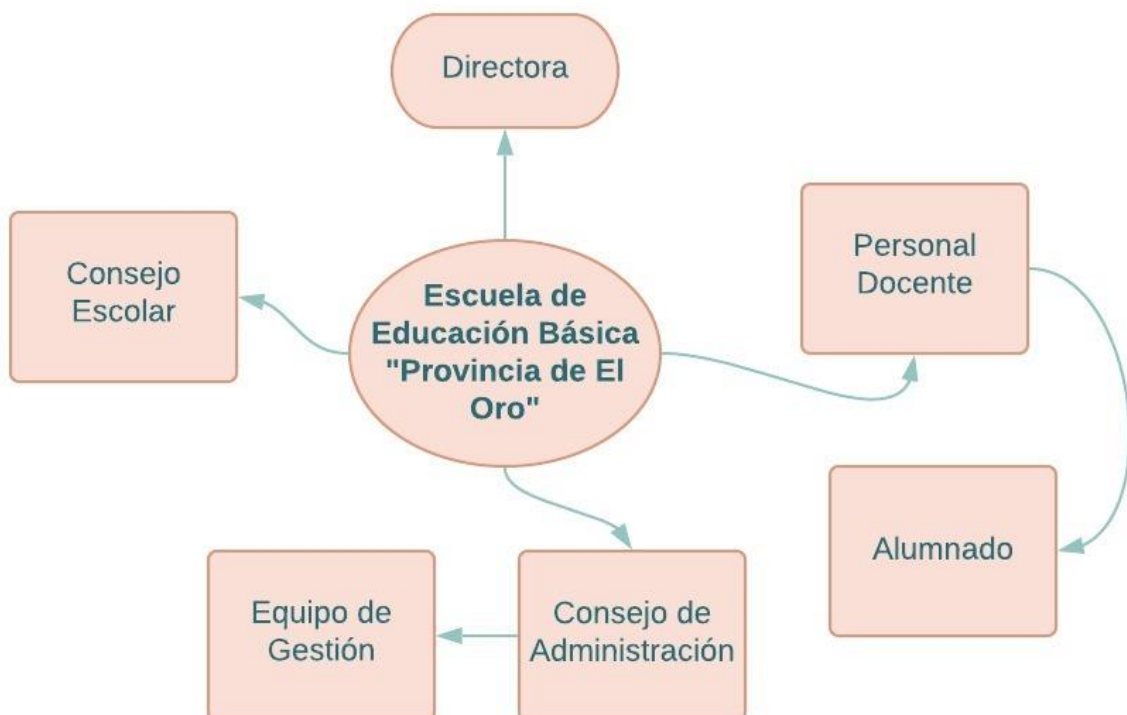 Directora
Consejo
Escolar
Escuela de
Educación Básica
"Provincia de El
Oro"
Personal
Docente
Alumnado
Equipo de
Gestión
Consejo de
Administración